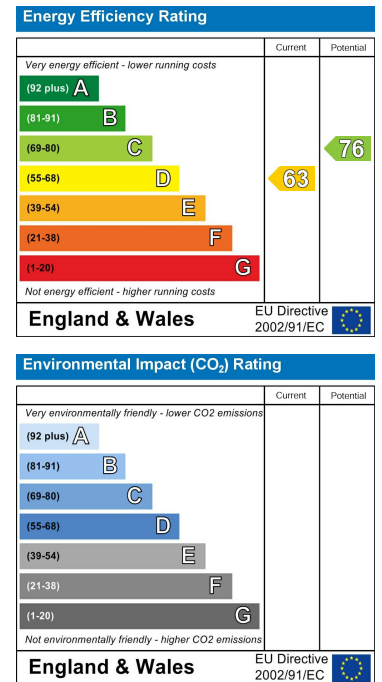 Energy Efficiency Rating
Current Potential
Very energy efficient - lower running costs
(92 plus) A
(81-91) B
(69-80) C 76
(55-68) D 63
(39-54) E
(21-38) F
(1-20) G
Not energy efficient - higher running costs
England & Wales EU Directive 2002/91/EC
Environmental Impact (CO₂) Rating
Current Potential
Very environmentally friendly - lower CO2 emissions
(92 plus) A
(81-91) B
(69-80) C
(55-68) D
(39-54) E
(21-38) F
(1-20) G
Not environmentally friendly - higher CO2 emissions
England & Wales EU Directive 2002/91/EC